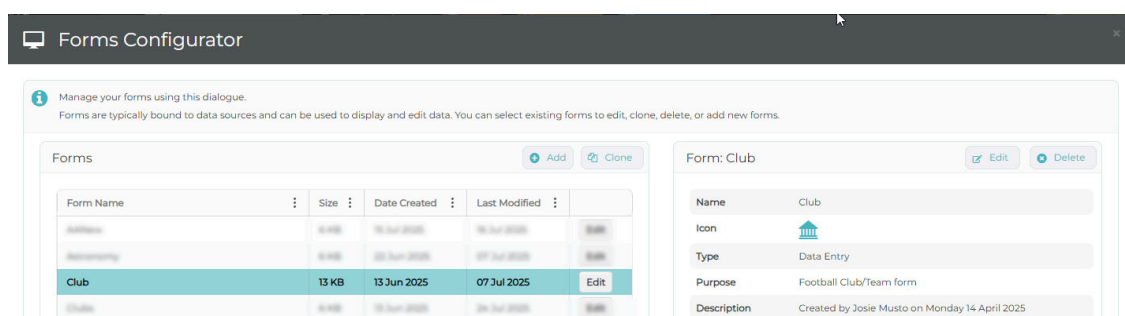 Forms Configurator
Manage your forms using this dialogue.
Forms are typically bound to data sources and can be used to display and edit data. You can select existing forms to edit, clone, delete, or add new forms.
Forms Add Clone
Form: Club Edit Delete
Form Name Size Date Created Last Modified
Club 13 KB 13 Jun 2025 07 Jul 2025 Edit
Name Club
Icon
Type Data Entry
Purpose Football Club/Team form
Description Created by Josie Musto on Monday 14 April 2025